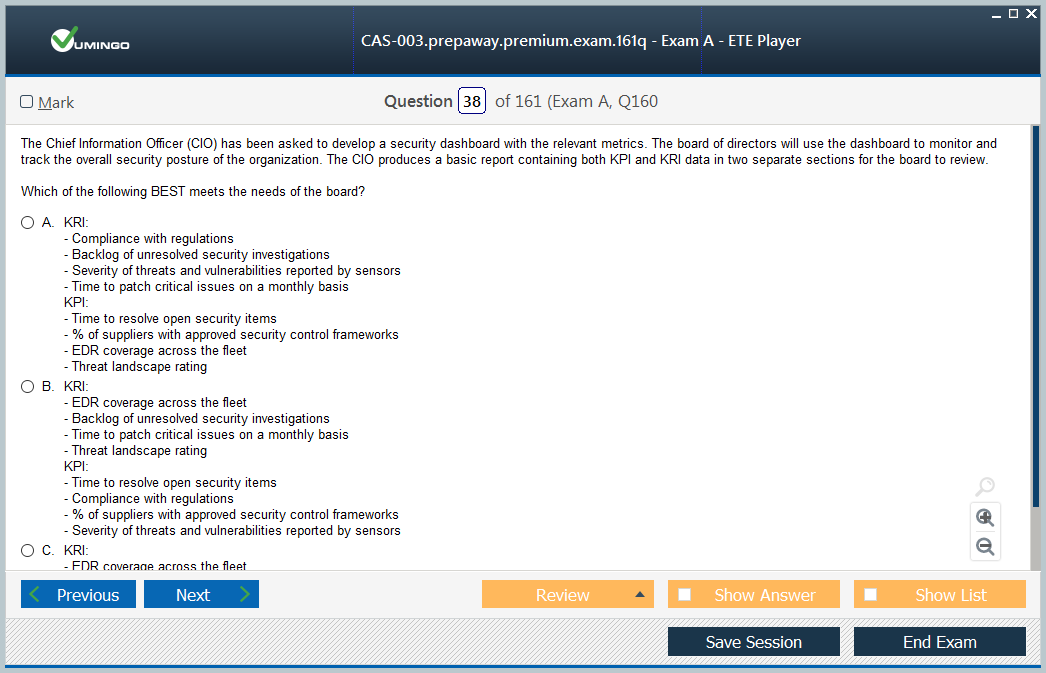 VUMINGO
CAS-003.prepaway.premium.exam.161q - Exam A - ETE Player
Mark
Question 38 of 161 (Exam A, Q160
The Chief Information Officer (CIO) has been asked to develop a security dashboard with the relevant metrics. The board of directors will use the dashboard to monitor and
track the overall security posture of the organization. The CIO produces a basic report containing both KPI and KRI data in two separate sections for the board to review.
Which of the following BEST meets the needs of the board?
A. KRI:
- Compliance with regulations
- Backlog of unresolved security investigations
- Severity of threats and vulnerabilities reported by sensors
- Time to patch critical issues on a monthly basis
KPI:
- Time to resolve open security items
- % of suppliers with approved security control frameworks
- EDR coverage across the fleet
- Threat landscape rating
B. KRI:
- EDR coverage across the fleet
- Backlog of unresolved security investigations
- Time to patch critical issues on a monthly basis
- Threat landscape rating
KPI:
- Time to resolve open security items
- Compliance with regulations
- % of suppliers with approved security control frameworks
- Severity of threats and vulnerabilities reported by sensors
C. KRI:
- EDR coverage across the fleet
Previous
Next
Review
Show Answer
Show List
Save Session
End Exam